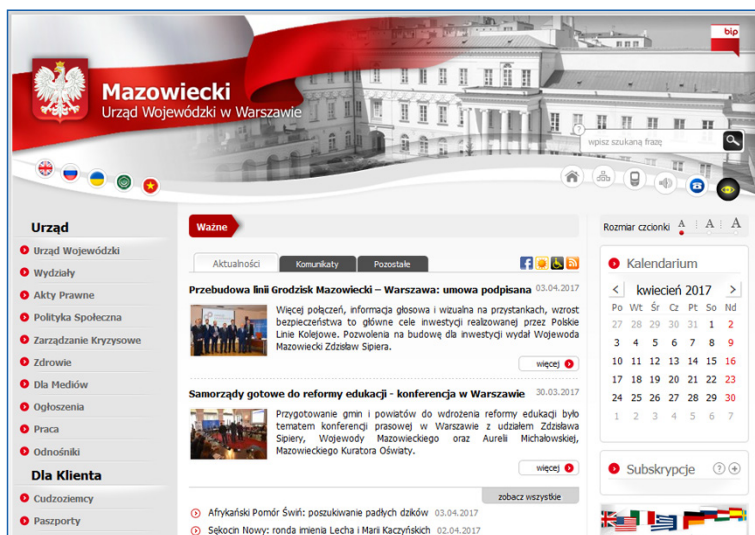 bip
Mazowiecki
Urząd Wojewódzki w Warszawie
?
wpisz szukaną frazę
Urząd
Urząd Wojewódzki
Wydziały
Akty Prawne
Polityka Społeczna
Zarządzanie Kryzysowe
Zdrowie
Dla Mediów
Ogłoszenia
Praca
Odnośniki
Dla Klienta
Cudzoziemcy
Paszporty
Ważne
Aktualności Komunikaty Pozostałe
Przebudowa linii Grodzisk Mazowiecki – Warszawa: umowa podpisana 03.04.2017
Więcej połączeń, informacja głosowa i wizualna na przystankach, wzrost
bezpieczeństwa to główne cele inwestycji realizowanej przez Polskie
Linie Kolejowe. Pozwolenia na budowę dla inwestycji wydał Wojewoda
Mazowiecki Zdzisław Sipiera.
więcej
Samorządy gotowe do reformy edukacji - konferencja w Warszawie 30.03.2017
Przygotowanie gmin i powiatów do wdrożenia reformy edukacji było
tematem konferencji prasowej w Warszawie z udziałem Zdzisława
Sipiery, Wojewody Mazowieckiego oraz Aurelii Michałowskiej,
Mazowieckiego Kuratora Oświaty.
więcej
zobacz wszystkie
Afrykański Pomór Świń: poszukiwanie padłych dzików 03.04.2017
Sękocin Nowy: ronda imienia Lecha i Marii Kaczyńskich 02.04.2017
Rozmiar czcionki A A A
Kalendarium
< kwiecień 2017 >
Po Wt Śr Cz Pt So Nd
27 28 29 30 31 1 2
3 4 5 6 7 8 9
10 11 12 13 14 15 16
17 18 19 20 21 22 23
24 25 26 27 28 29 30
1 2 3 4 5 6 7
Subskrypcje ? +